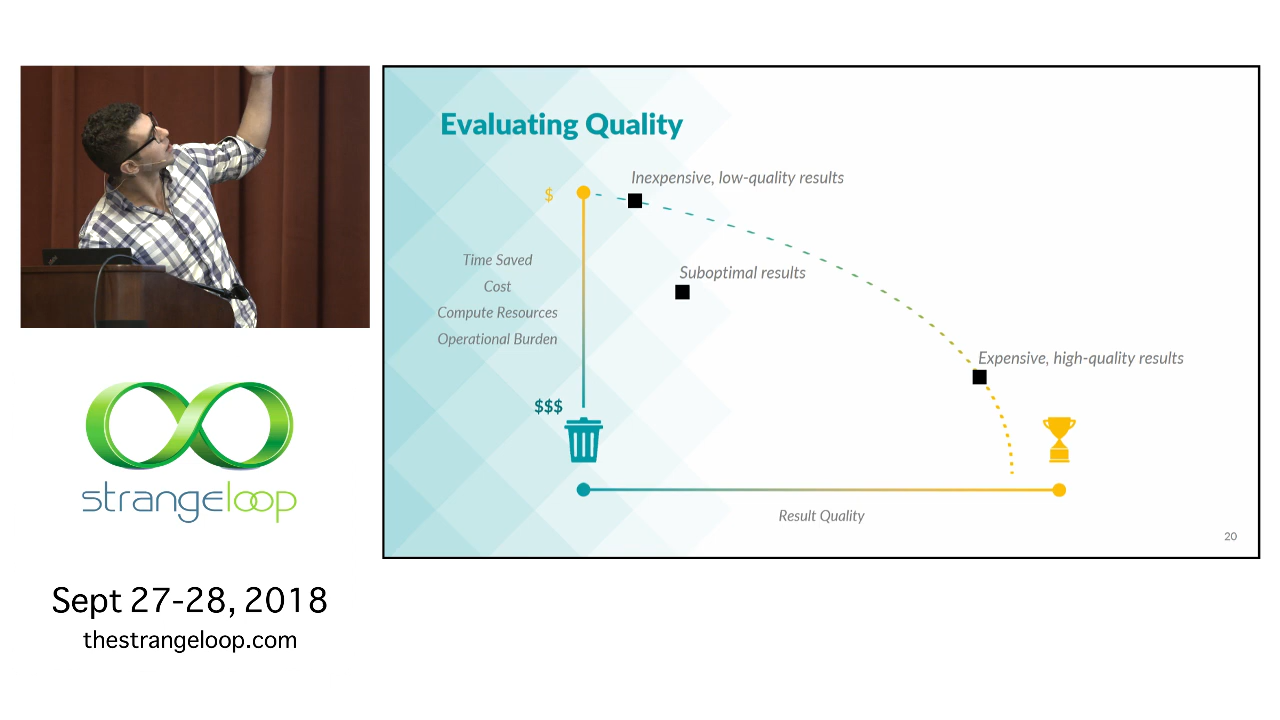 Evaluating Quality
Inexpensive, low-quality results
$
Time Saved
Suboptimal results
Cost
Compute Resources
Operational Burden
Expensive, high-quality results
$$$
Result Quality
20
strangeloop
Sept 27-28, 2018
thestrangeloop.com